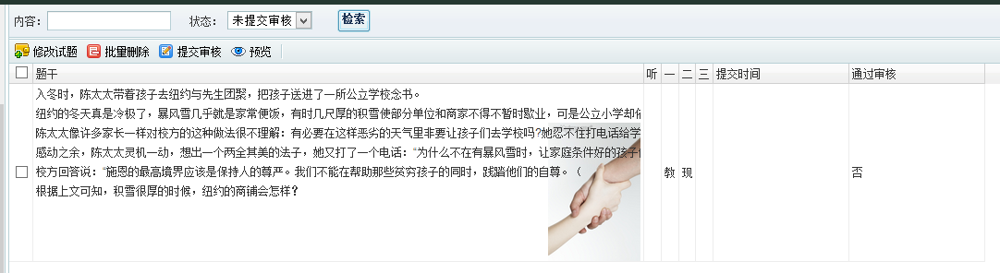 内容：
状态：
未提交审核
检索
修改试题
批量删除
提交审核
预览
题干
听
一
二
三
提交时间
通过审核
入冬时，陈太太带着孩子去纽约与先生团聚，把孩子送进了一所公立学校念书。
纽约的冬天真是冷极了，暴风雪几乎就是家常便饭，有时几尺厚的积雪使部分单位和商家不得不暂时歇业，可是公立小学却
陈太太像许多家长一样对校方的这种做法很不理解：有必要在这样恶劣的天气里非要让孩子们去学校吗?她忍不住打电话给学
感动之余，陈太太灵机一动，想出一个两全其美的法子，她又打了一个电话：“为什么不在有暴风雪时，让家庭条件好的孩子
校方回答说：“施恩的最高境界应该是保持人的尊严。我们不能在帮助那些贫穷孩子的同时，践踏他们的自尊。（
根据上文可知，积雪很厚的时候，纽约的商铺会怎样？
教
现
否